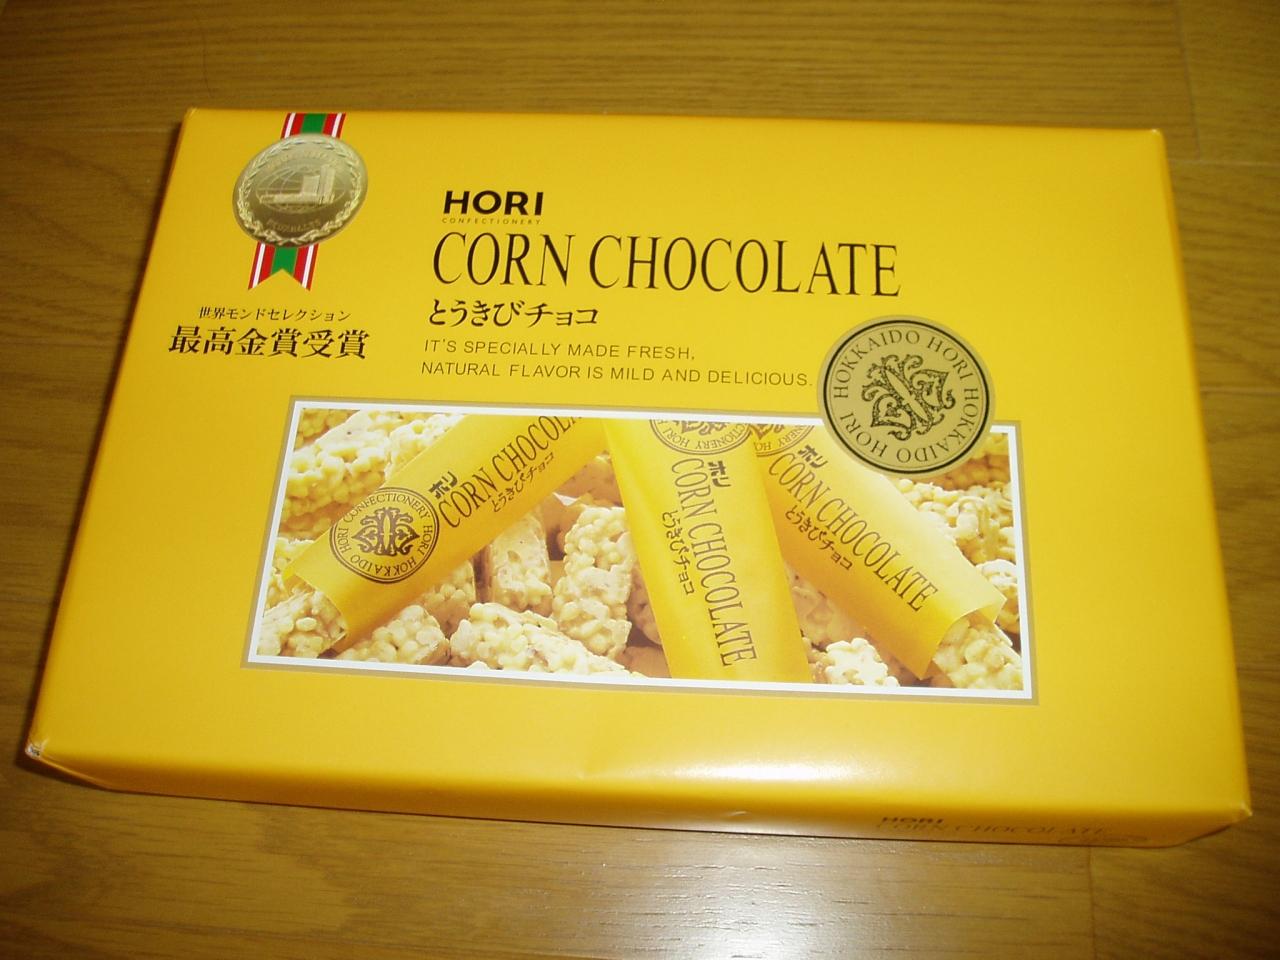 HORI
CONFECTIONERY
CORN CHOCOLATE
とうきびチョコ
IT'S SPECIALLY MADE FRESH,
NATURAL FLAVOR IS MILD AND DELICIOUS.
世界モンドセレクション
最高金賞受賞
HOKKAIDO HORI HOKKAIDO HORI
ホリ
CORN CHOCOL
とうきびチョコ
HOKKAIDO HORI CONFECTIONERY HORI
ホリ
CORN CHOCOLATE
とうきびチョコ
ホリ
CORN CHOCOLATE
とうきびチョコ
HORI
CORN CHOCOLATE